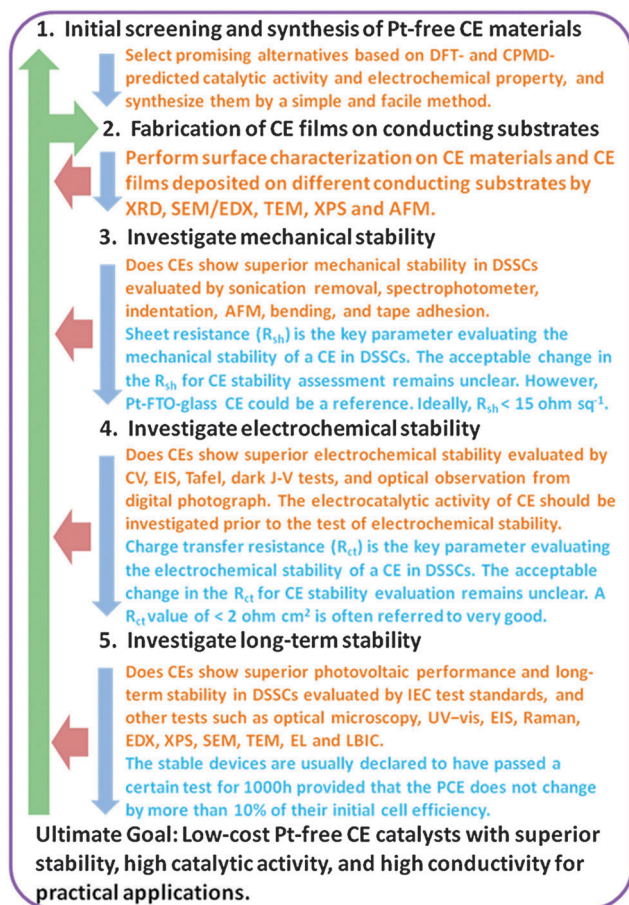 1. Initial screening and synthesis of Pt-free CE materials
Select promising alternatives based on DFT- and CPMD-
predicted catalytic activity and electrochemical property, and
synthesize them by a simple and facile method.
2. Fabrication of CE films on conducting substrates
Perform surface characterization on CE materials and CE
films deposited on different conducting substrates by
XRD, SEM/EDX, TEM, XPS and AFM.
3. Investigate mechanical stability
Does CEs show superior mechanical stability in DSSCs
evaluated by sonication removal, spectrophotometer,
indentation, AFM, bending, and tape adhesion.
Sheet resistance (Rsh) is the key parameter evaluating the
mechanical stability of a CE in DSSCs. The acceptable change in
the Rsh for CE stability assessment remains unclear. However,
Pt-FTO-glass CE could be a reference. Ideally, Rsh < 15 ohm sq⁻¹.
4. Investigate electrochemical stability
Does CEs show superior electrochemical stability evaluated by
CV, EIS, Tafel, dark J-V tests, and optical observation from
digital photograph. The electrocatalytic activity of CE should be
investigated prior to the test of electrochemical stability.
Charge transfer resistance (Rct) is the key parameter evaluating
the electrochemical stability of a CE in DSSCs. The acceptable
change in the Rct for CE stability evaluation remains unclear. A
Rct value of < 2 ohm cm² is often referred to very good.
5. Investigate long-term stability
Does CEs show superior photovoltaic performance and long-
term stability in DSSCs evaluated by IEC test standards, and
other tests such as optical microscopy, UV–vis, EIS, Raman,
EDX, XPS, SEM, TEM, EL and LBIC.
The stable devices are usually declared to have passed a
certain test for 1000h provided that the PCE does not change
by more than 10% of their initial cell efficiency.
Ultimate Goal: Low-cost Pt-free CE catalysts with superior
stability, high catalytic activity, and high conductivity for
practical applications.